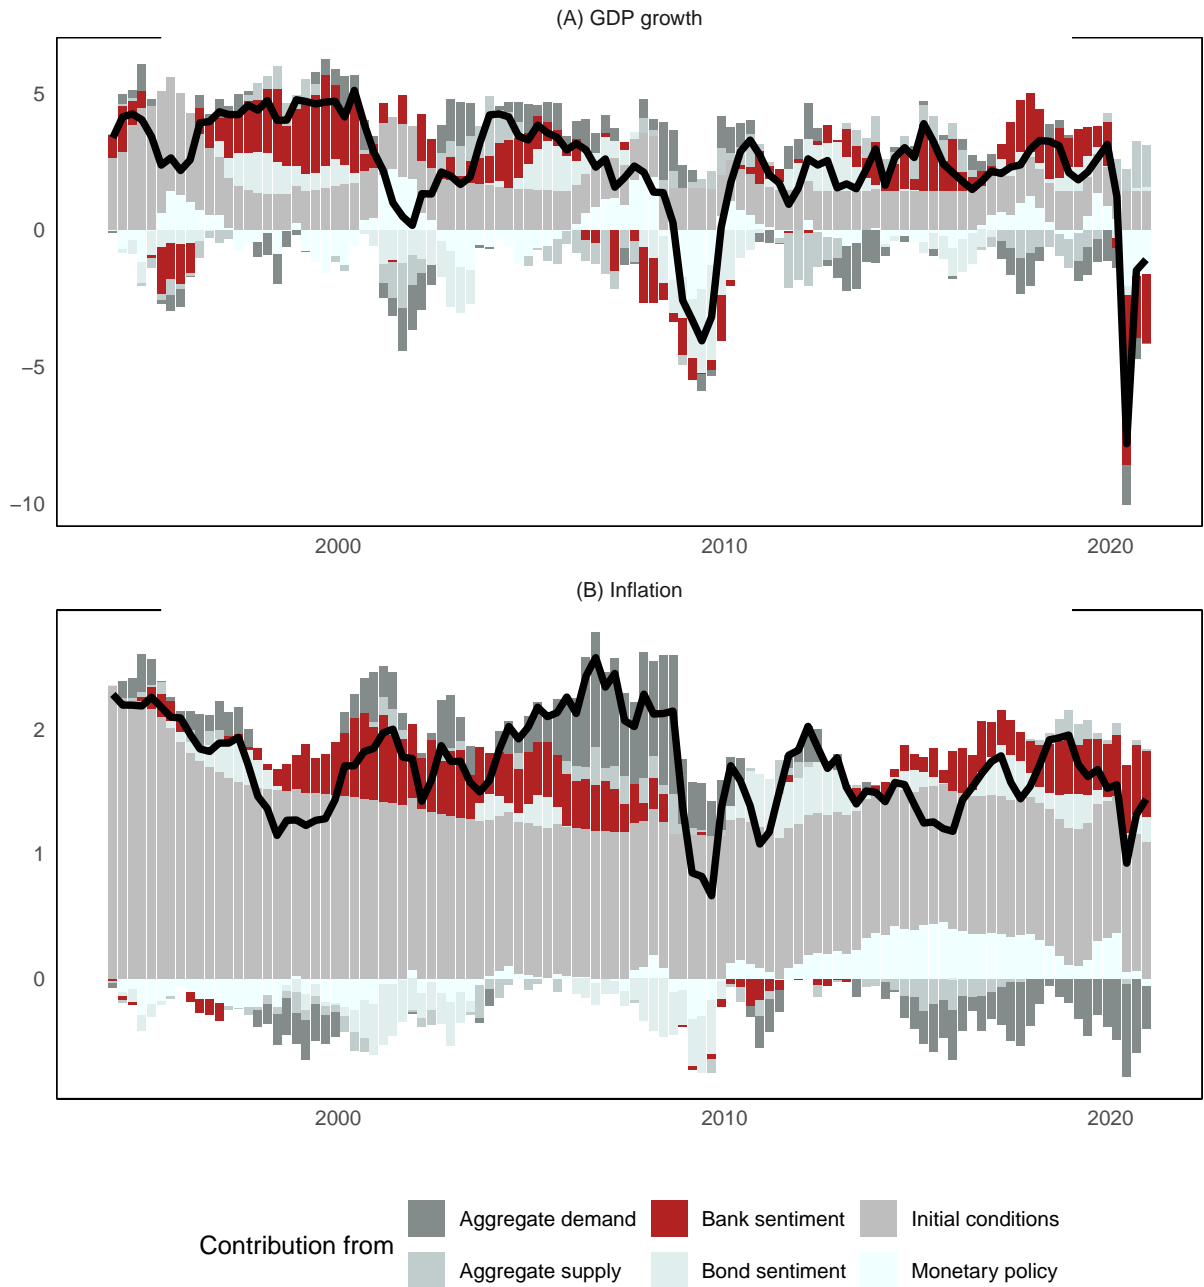 (A) GDP growth
5
0
−5
−10
2000 2010 2020
(B) Inflation
2
1
0
2000 2010 2020
Contribution from
Aggregate demand Bank sentiment Initial conditions
Aggregate supply Bond sentiment Monetary policy